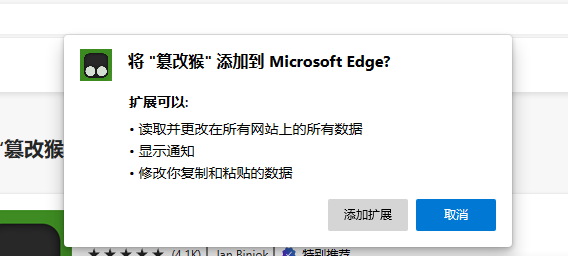 将 "篡改猴" 添加到 Microsoft Edge?
扩展可以:
• 读取并更改在所有网站上的所有数据
• 显示通知
• 修改你复制和粘贴的数据
添加扩展 取消
"篡改猴
★★★★★ (4.1K) | Jan Biniok | 特别推荐